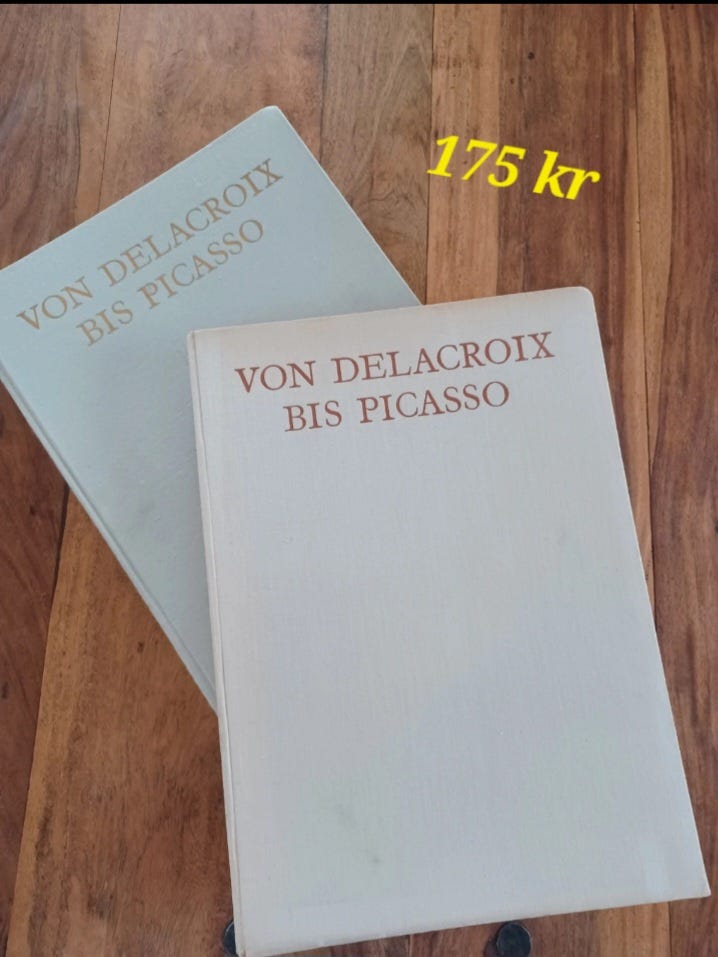 175 kr
VON DELACROIX
BIS PICASSO
VON DELACROIX
BIS PICASSO